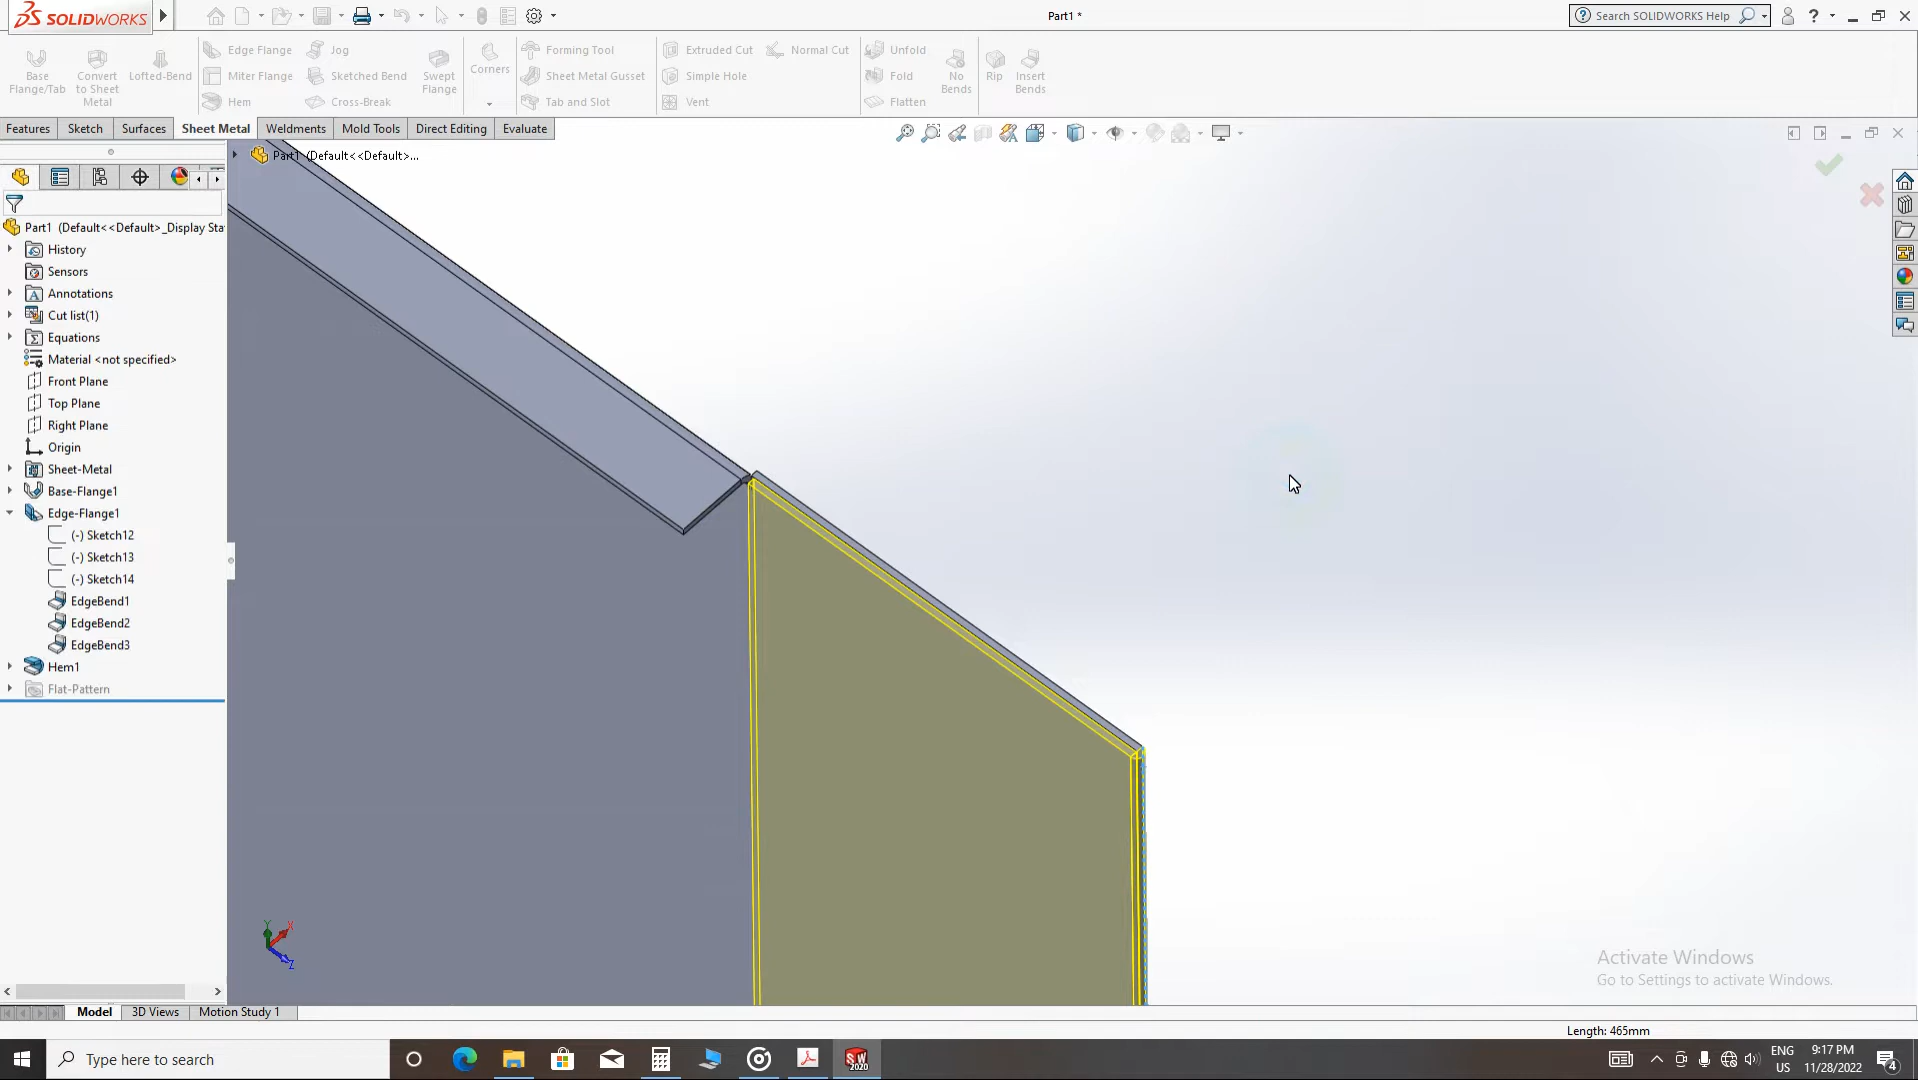 SOLIDWORKS
Part1 *
Search SOLIDWORKS Help
Base
Flange/Tab
Convert
to Sheet
Metal
Lofted-Bend
Edge Flange
Miter Flange
Hem
Jog
Sketched Bend
Cross-Break
Swept
Flange
Corners
Forming Tool
Sheet Metal Gusset
Tab and Slot
Extruded Cut
Simple Hole
Vent
Normal Cut
Unfold
Fold
Flatten
No
Bends
Rip
Insert
Bends
Features
Sketch
Surfaces
Sheet Metal
Weldments
Mold Tools
Direct Editing
Evaluate
Part1 (Default<<Default>...
Part1 (Default<<Default>_Display Sta
History
Sensors
Annotations
Cut list(1)
Equations
Material <not specified>
Front Plane
Top Plane
Right Plane
Origin
Sheet-Metal
Base-Flange1
Edge-Flange1
(-) Sketch12
(-) Sketch13
(-) Sketch14
EdgeBend1
EdgeBend2
EdgeBend3
Hem1
Flat-Pattern
Y
X
Z
Activate Windows
Go to Settings to activate Windows.
Model
3D Views
Motion Study 1
Length: 465mm
Type here to search
SW
2020
ENG
US
9:17 PM
11/28/2022
4